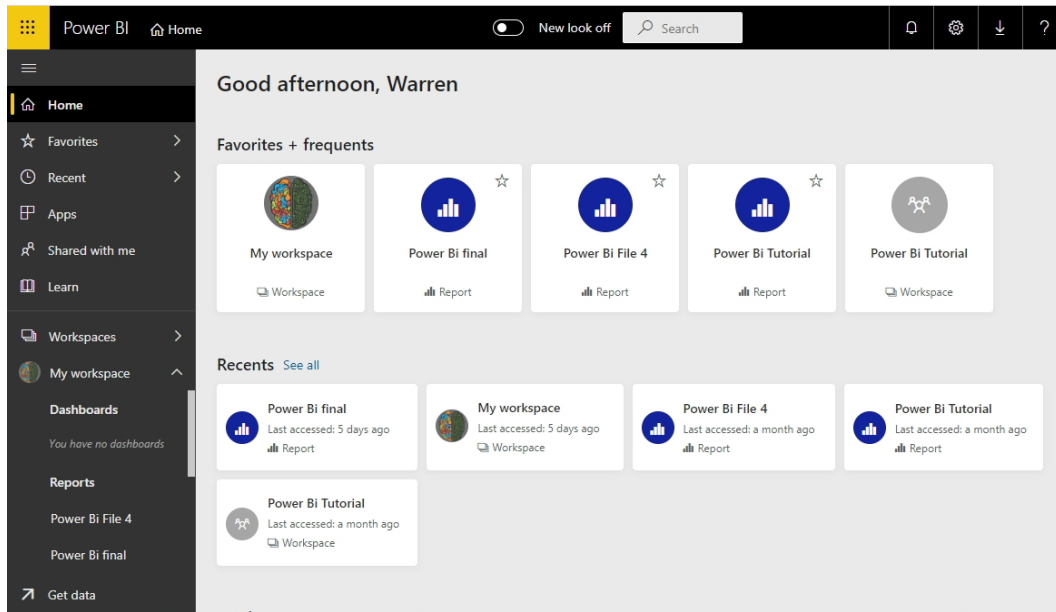 Power BI Home New look off Search ?
Home
Favorites
Recent
Apps
Shared with me
Learn
Workspaces
My workspace
Dashboards
You have no dashboards
Reports
Power Bi File 4
Power Bi final
Get data
Good afternoon, Warren
Favorites + frequents
My workspace
Workspace
Power Bi final
Report
Power Bi File 4
Report
Power Bi Tutorial
Report
Power Bi Tutorial
Workspace
Recents See all
Power Bi final
Last accessed: 5 days ago
Report
My workspace
Last accessed: 5 days ago
Workspace
Power Bi File 4
Last accessed: a month ago
Report
Power Bi Tutorial
Last accessed: a month ago
Report
Power Bi Tutorial
Last accessed: a month ago
Workspace